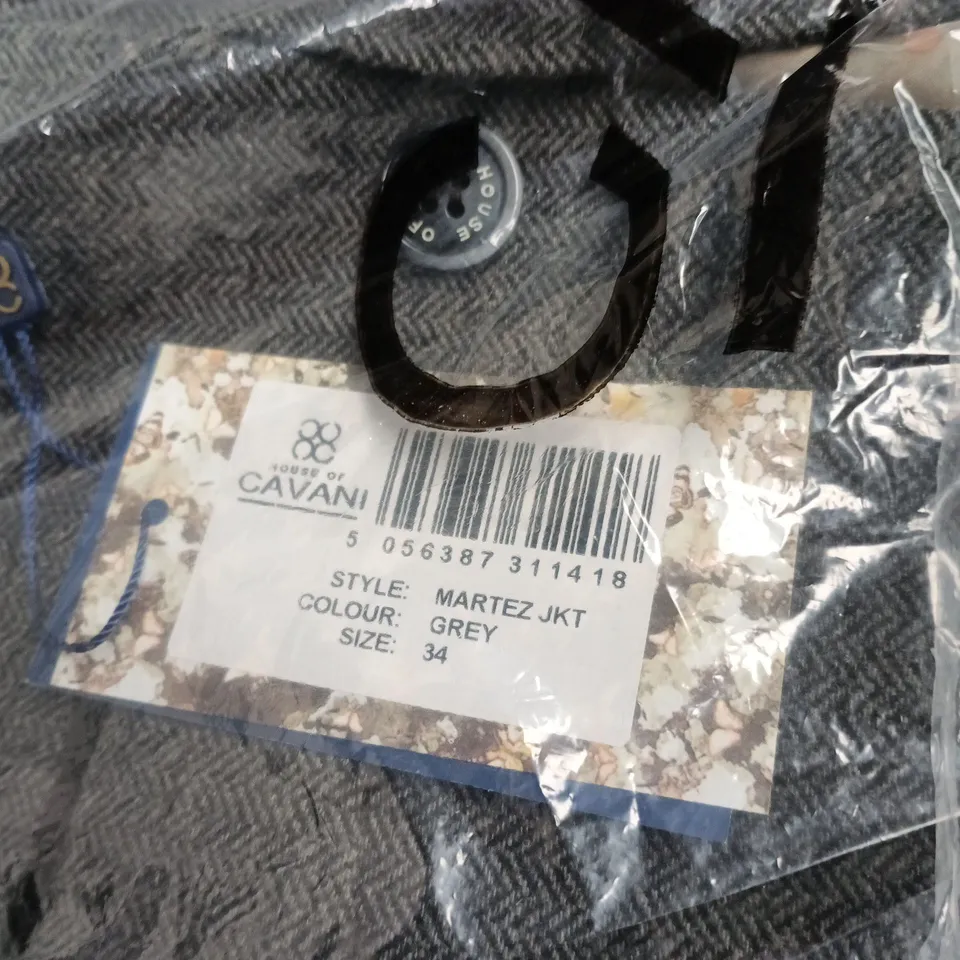 HOUSE OF
HOUSE OF
CAVANI
5 056387 311418
STYLE: MARTEZ JKT
COLOUR: GREY
SIZE: 34